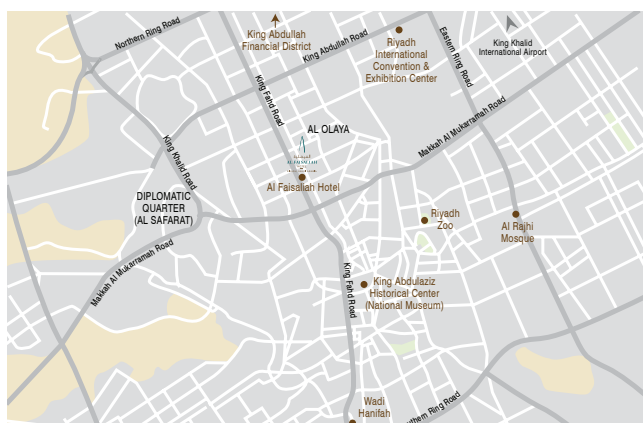 Northern Ring Road
King Abdullah
Financial District
King Abdullah Road
Riyadh
International
Convention &
Exhibition Center
Eastern Ring Road
King Khalid
International Airport
King Fahd Road
AL OLAYA
Makkah Al Mukarramah Road
King Khalid Road
Al Faisaliah Hotel
DIPLOMATIC
QUARTER
(AL SAFARAT)
Riyadh
Zoo
Al Rajhi
Mosque
Makkah Al Mukarramah Road
King Fahd Road
King Abdulaziz
Historical Center
(National Museum)
Wadi
Hanifah
Ring Road